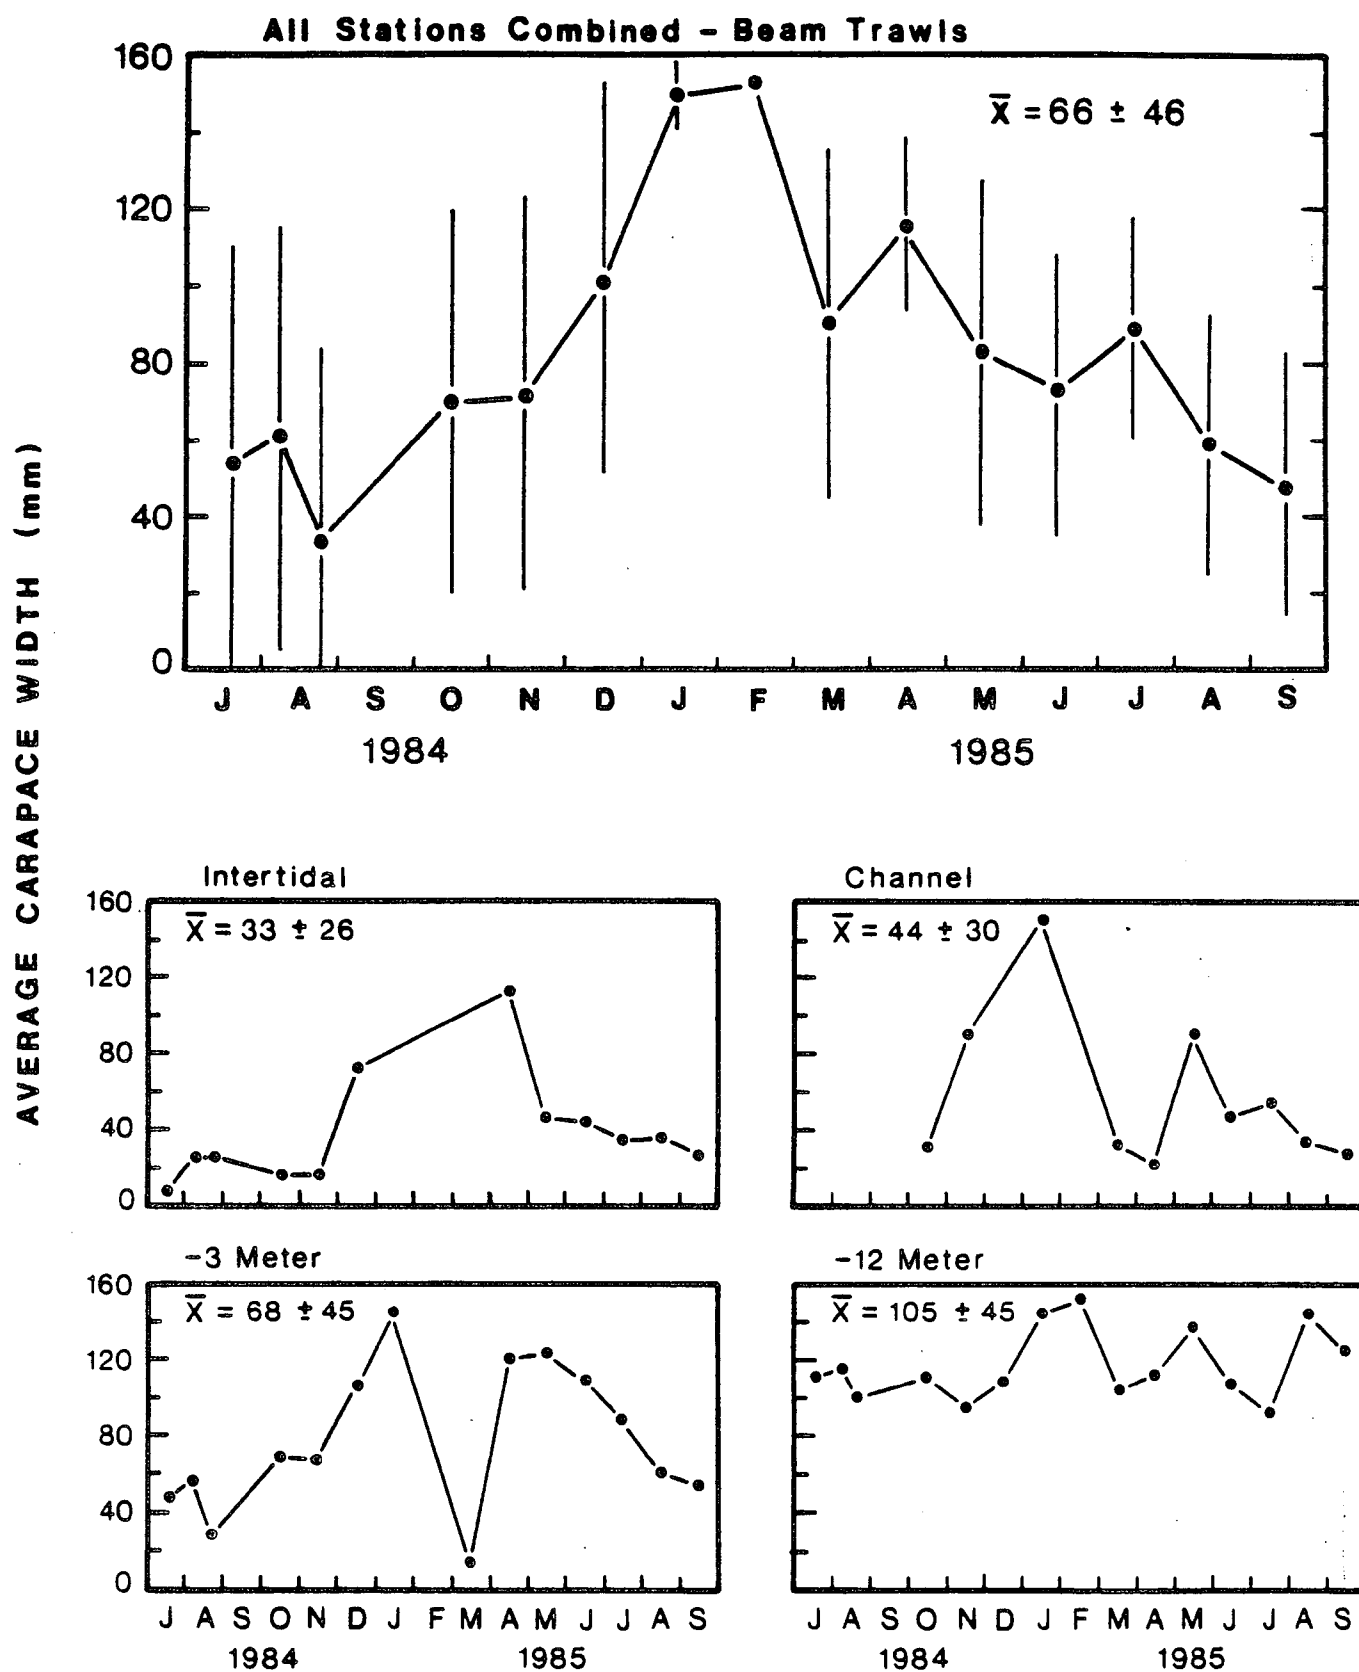 All Stations Combined - Beam Trawls
X̅ = 66 ± 46
160
120
80
40
0
J A S O N D J F M A M J J A S
1984 1985
AVERAGE CARAPACE WIDTH (mm)
Intertidal
X̅ = 33 ± 26
160
120
80
40
0
Channel
X̅ = 44 ± 30
-3 Meter
X̅ = 68 ± 45
160
120
80
40
0
J A S O N D J F M A M J J A S
1984 1985
-12 Meter
X̅ = 105 ± 45
J A S O N D J F M A M J J A S
1984 1985